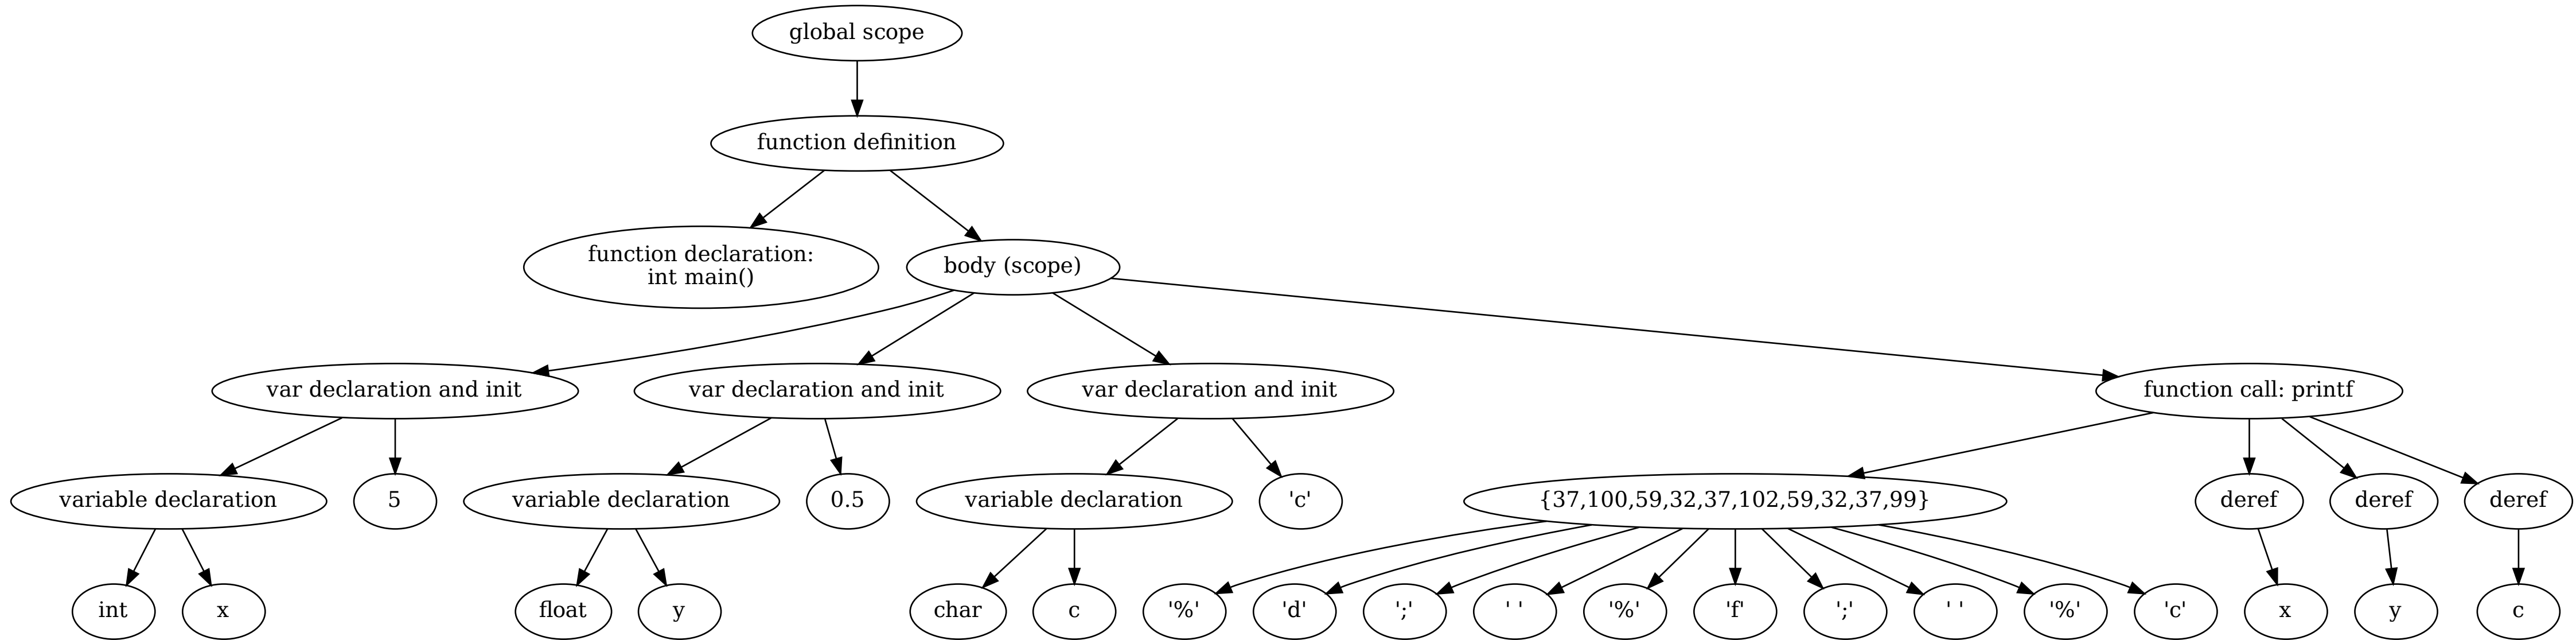 global scope
function definition
function declaration:
int main()
body (scope)
var declaration and init
var declaration and init
var declaration and init
function call: printf
variable declaration
5
variable declaration
0.5
variable declaration
'c'
{37,100,59,32,37,102,59,32,37,99}
deref
deref
deref
int
x
float
y
char
c
'%'
'd'
';'
' '
'%'
'f'
';'
' '
'%'
'c'
x
y
c